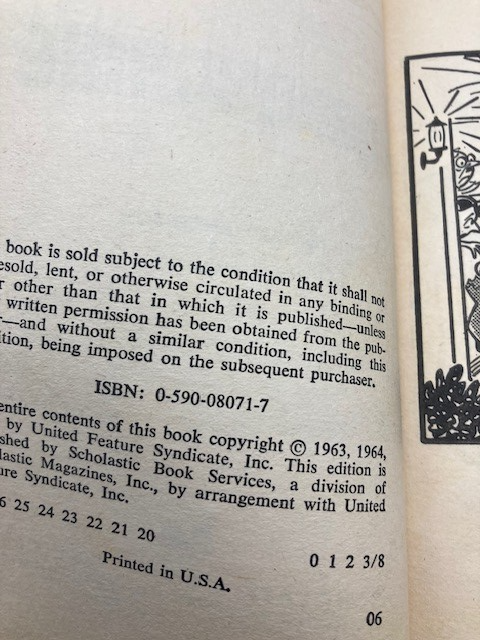 book is sold subject to the condition that it shall not
esold, lent, or otherwise circulated in any binding or
r other than that in which it is published—unless
written permission has been obtained from the pub-
—and without a similar condition, including this
ition, being imposed on the subsequent purchaser.
ISBN: 0-590-08071-7
entire contents of this book copyright © 1963, 1964,
by United Feature Syndicate, Inc. This edition is
shed by Scholastic Book Services, a division of
lastic Magazines, Inc., by arrangement with United
ure Syndicate, Inc.
6 25 24 23 22 21 20
0 1 2 3/8
Printed in U.S.A.
06